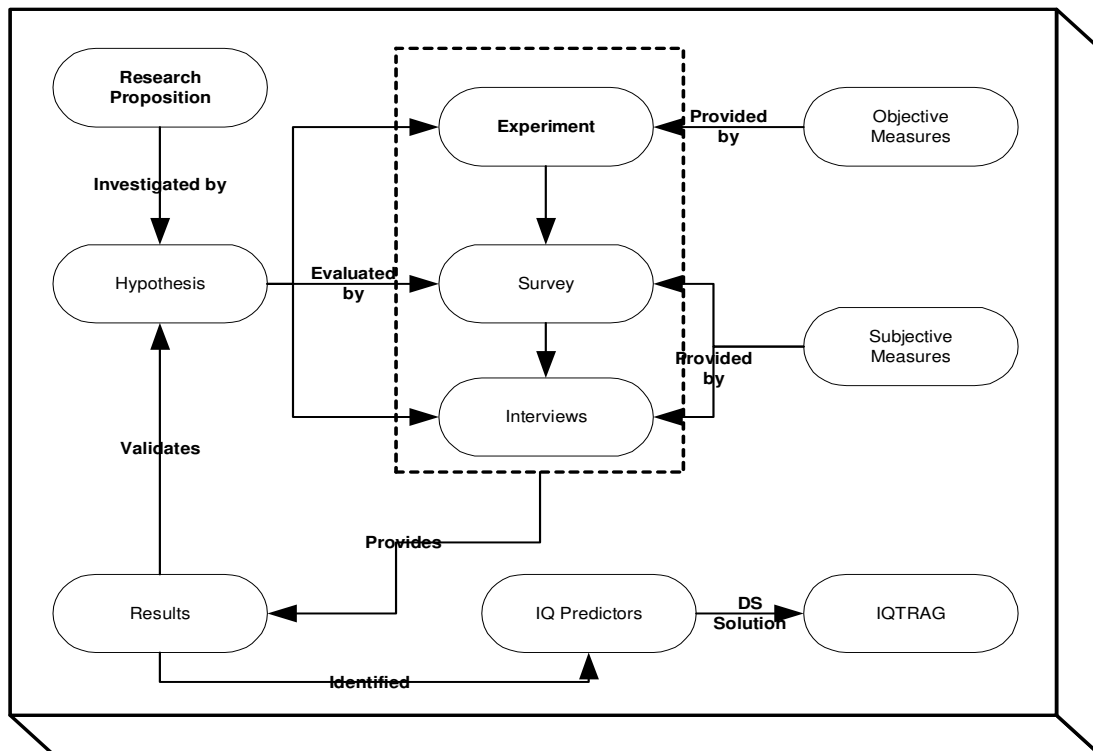 Research
Proposition
Experiment
Provided
by
Objective
Measures
Investigated by
Hypothesis
Evaluated
by
Survey
Subjective
Measures
Provided
by
Interviews
Validates
Provides
Results
IQ Predictors
DS
Solution
IQTRAG
Identified